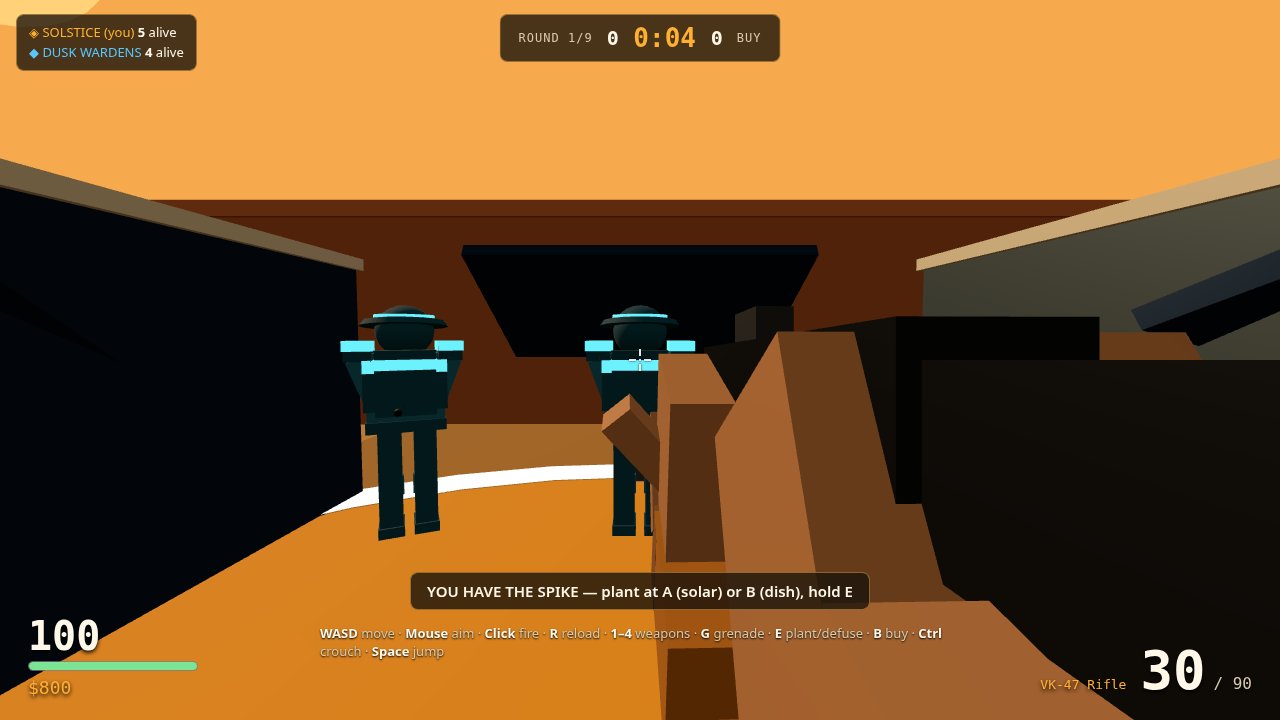 ◈ SOLSTICE (you) 5 alive
◆ DUSK WARDENS 4 alive
ROUND 1/9 0 0:04 0 BUY
YOU HAVE THE SPIKE — plant at A (solar) or B (dish), hold E
WASD move · Mouse aim · Click fire · R reload · 1–4 weapons · G grenade · E plant/defuse · B buy · Ctrl
crouch · Space jump
100
$800
VK-47 Rifle 30 / 90